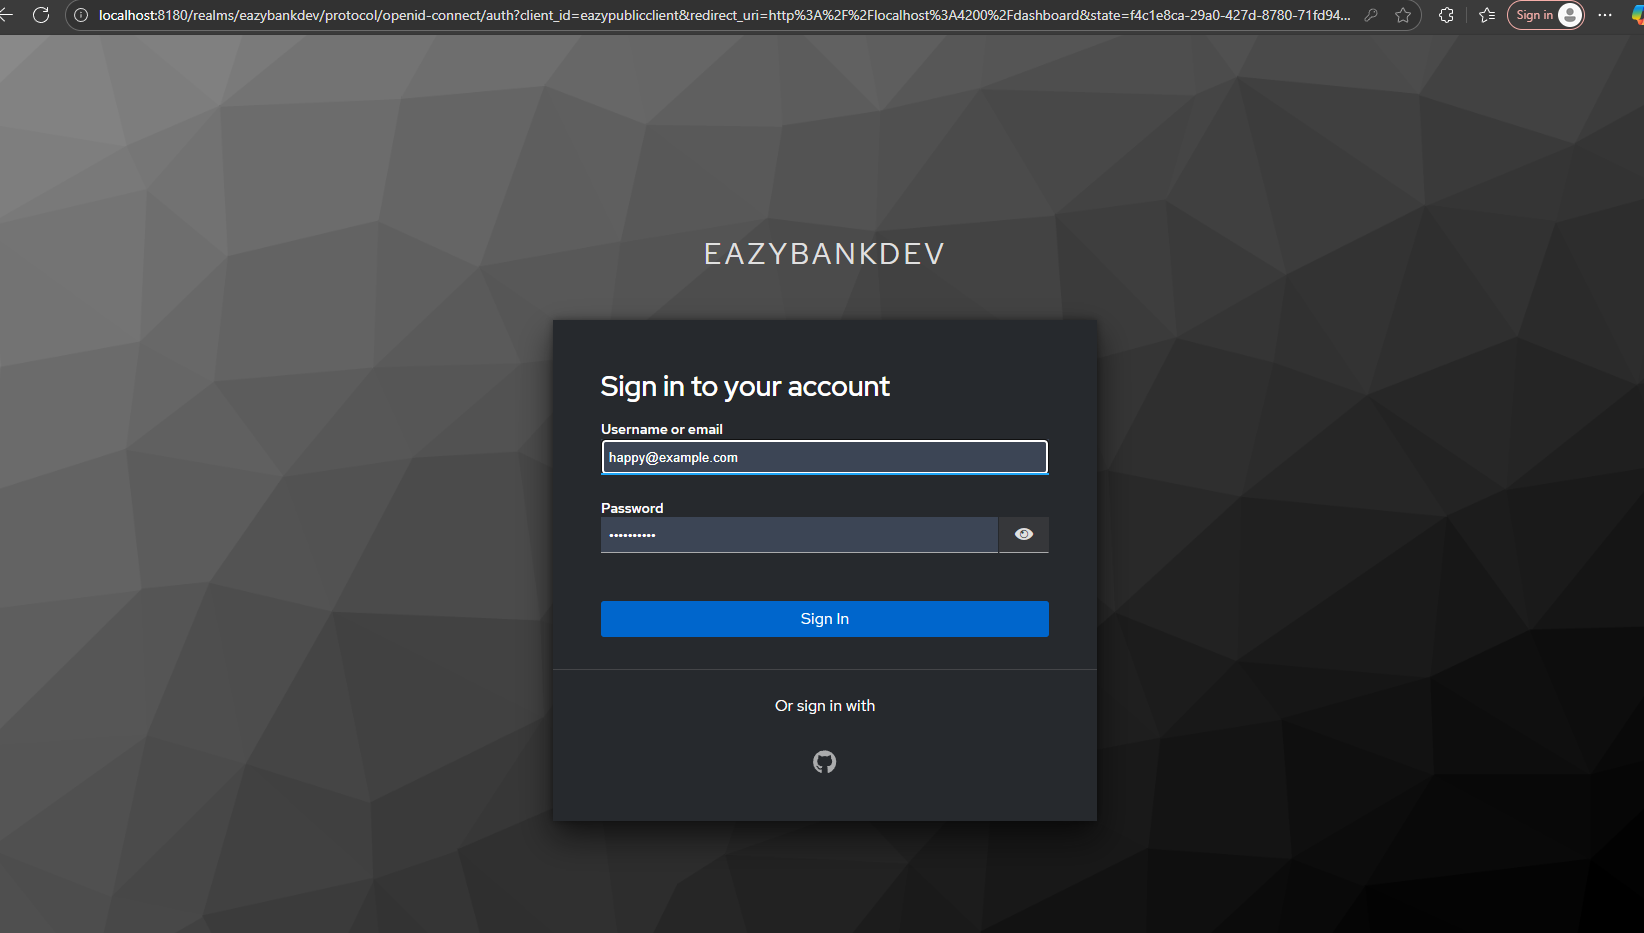 localhost:8180/realms/eazybankdev/protocol/openid-connect/auth?client_id=eazypublicclient&redirect_uri=http%3A%2F%2Flocalhost%3A4200%2Fdashboard&state=f4c1e8ca-29a0-427d-8780-71fd94...
Sign in
EAZYBANKDEV
Sign in to your account
Username or email
happy@example.com
Password
••••••••••
Sign In
Or sign in with